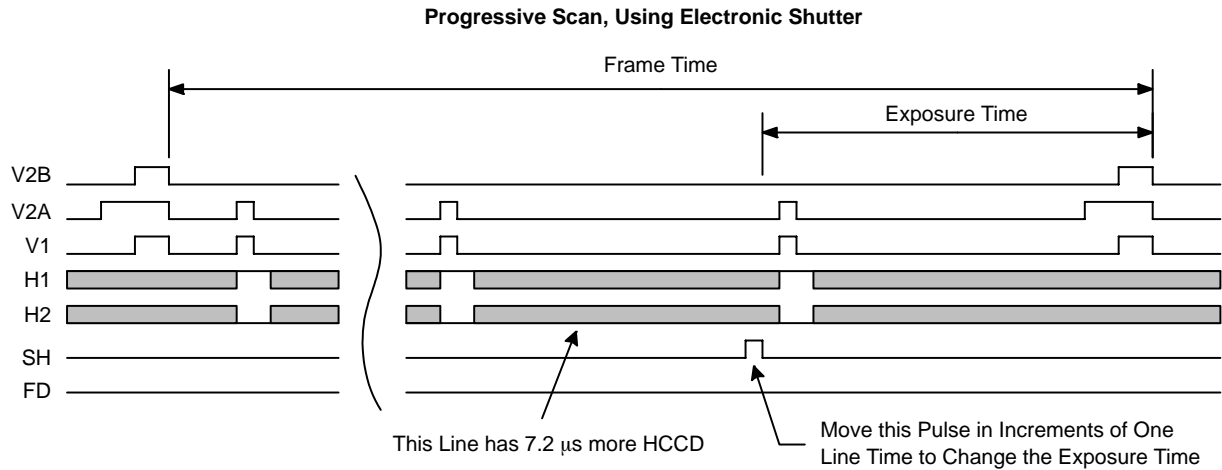 Progressive Scan, Using Electronic Shutter
Frame Time
Exposure Time
V2B
V2A
V1
H1
H2
SH
FD
This Line has 7.2 μs more HCCD
Move this Pulse in Increments of One
Line Time to Change the Exposure Time